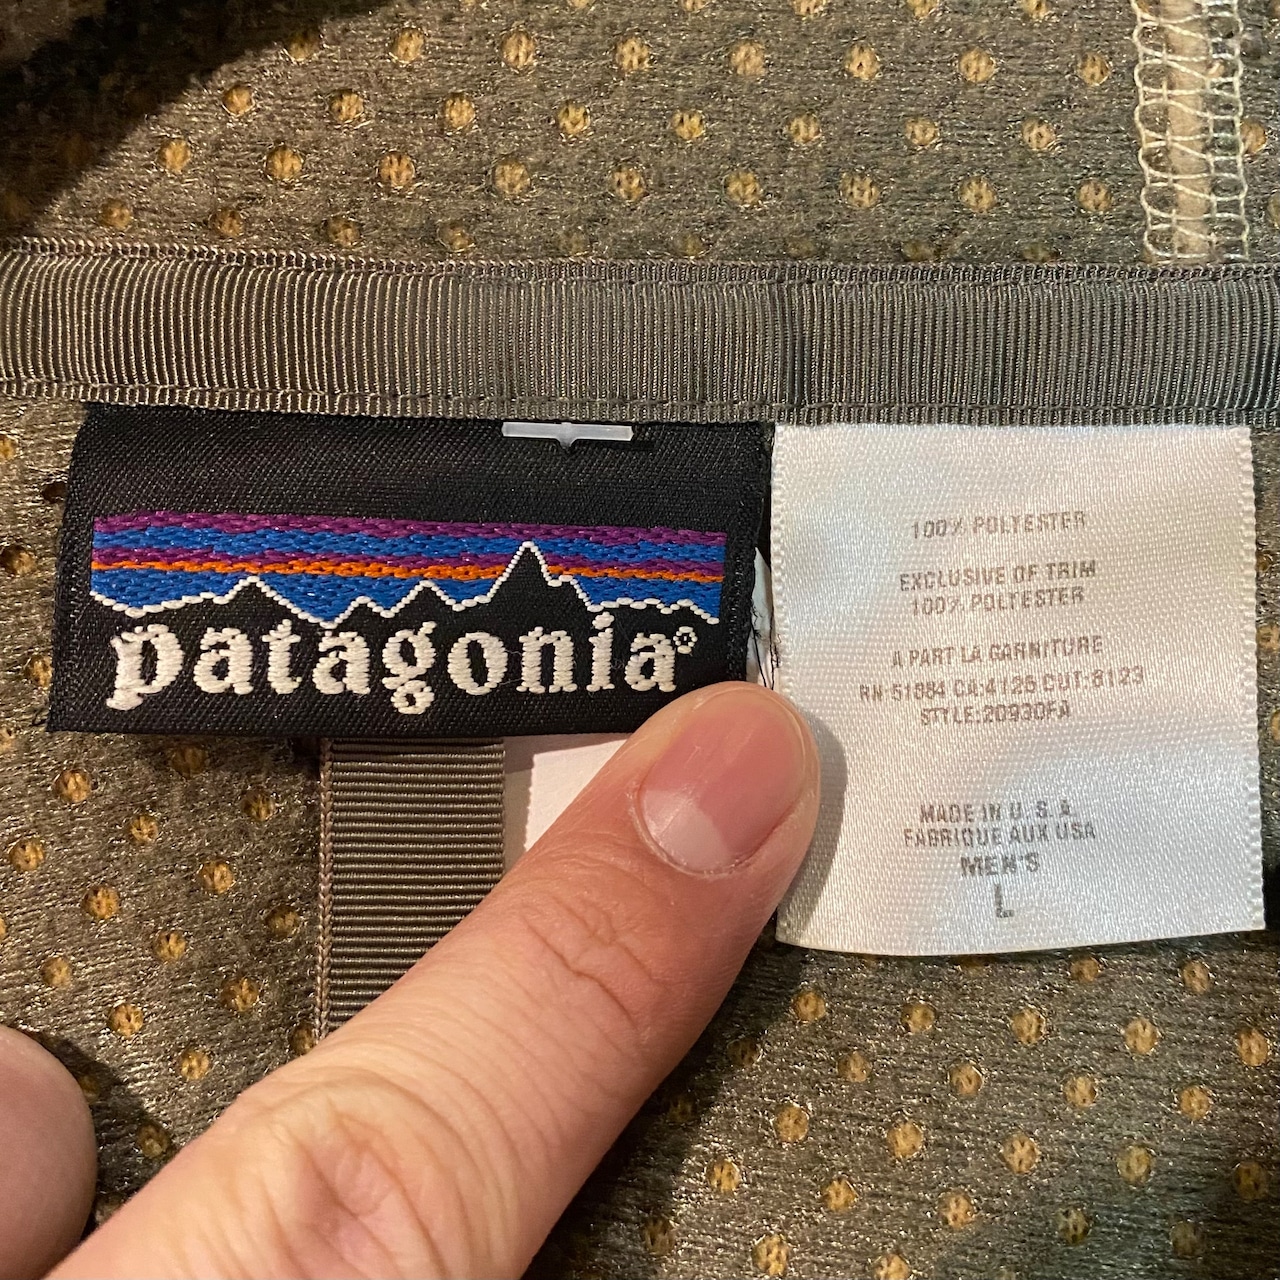 patagonia®
100% POLYESTER
EXCLUSIVE OF TRIM
100% POLYESTER
A PART LA GARNITURE
RN:51884 CA:4126 CUT:8123
STYLE:20930FA
MADE IN U.S.A
FABRIQUE AUX USA
MEN'S
L